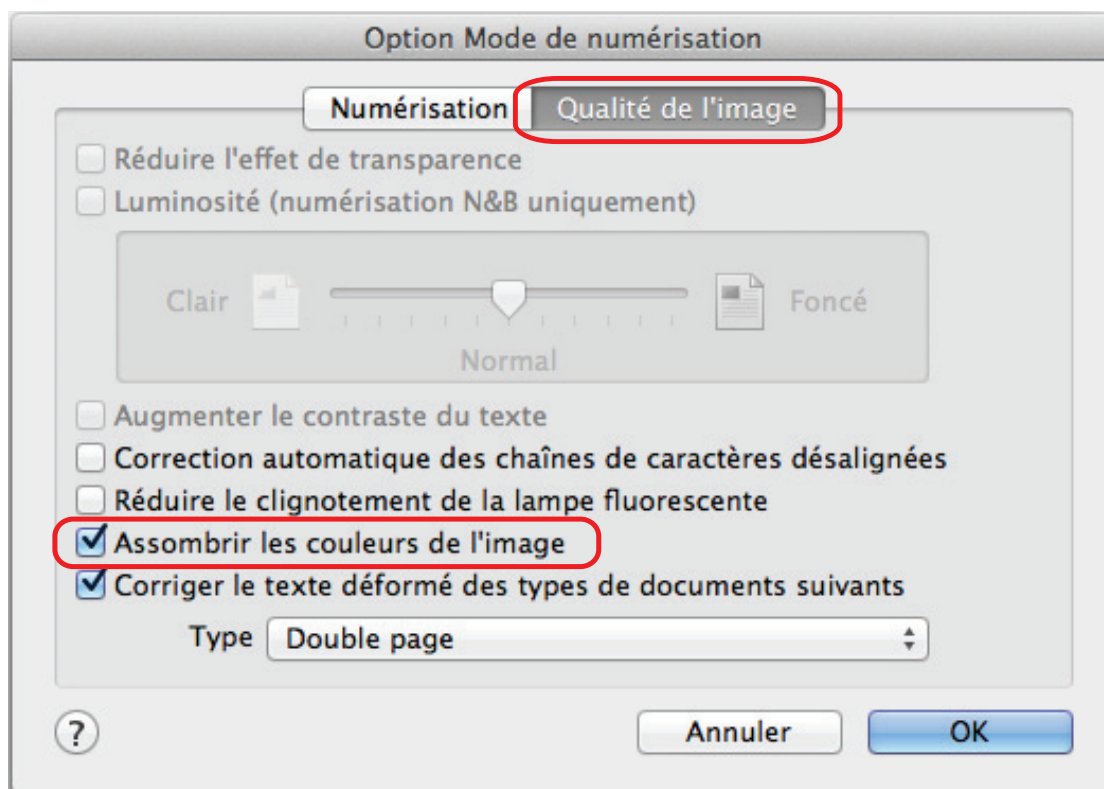 Option Mode de numérisation
Numérisation Qualité de l'image
Réduire l'effet de transparence
Luminosité (numérisation N&B uniquement)
Clair Foncé
Normal
Augmenter le contraste du texte
Correction automatique des chaînes de caractères désalignées
Réduire le clignotement de la lampe fluorescente
Assombrir les couleurs de l'image
Corriger le texte déformé des types de documents suivants
Type Double page
? Annuler OK